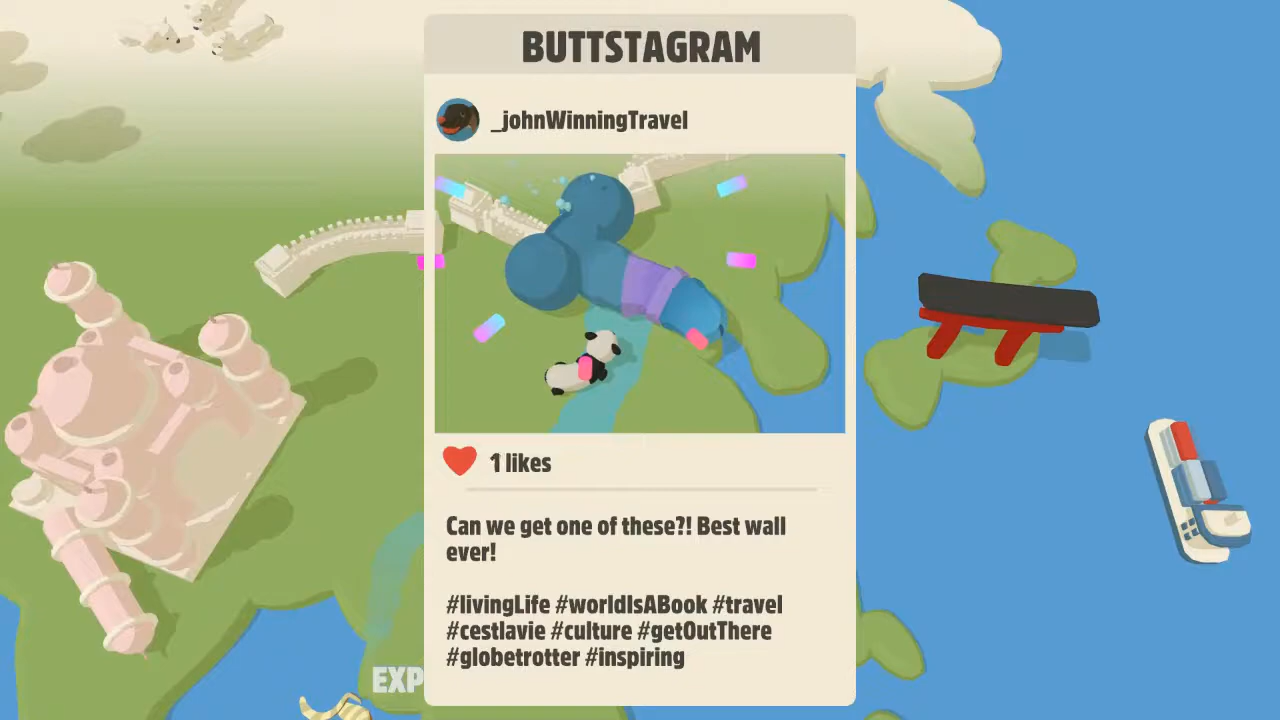 BUTTSTAGRAM
_johnWinningTravel
1 likes
Can we get one of these?! Best wall
ever!
#livingLife #worldIsABook #travel
#cestlavie #culture #getOutThere
#globetrotter #inspiring
EXP